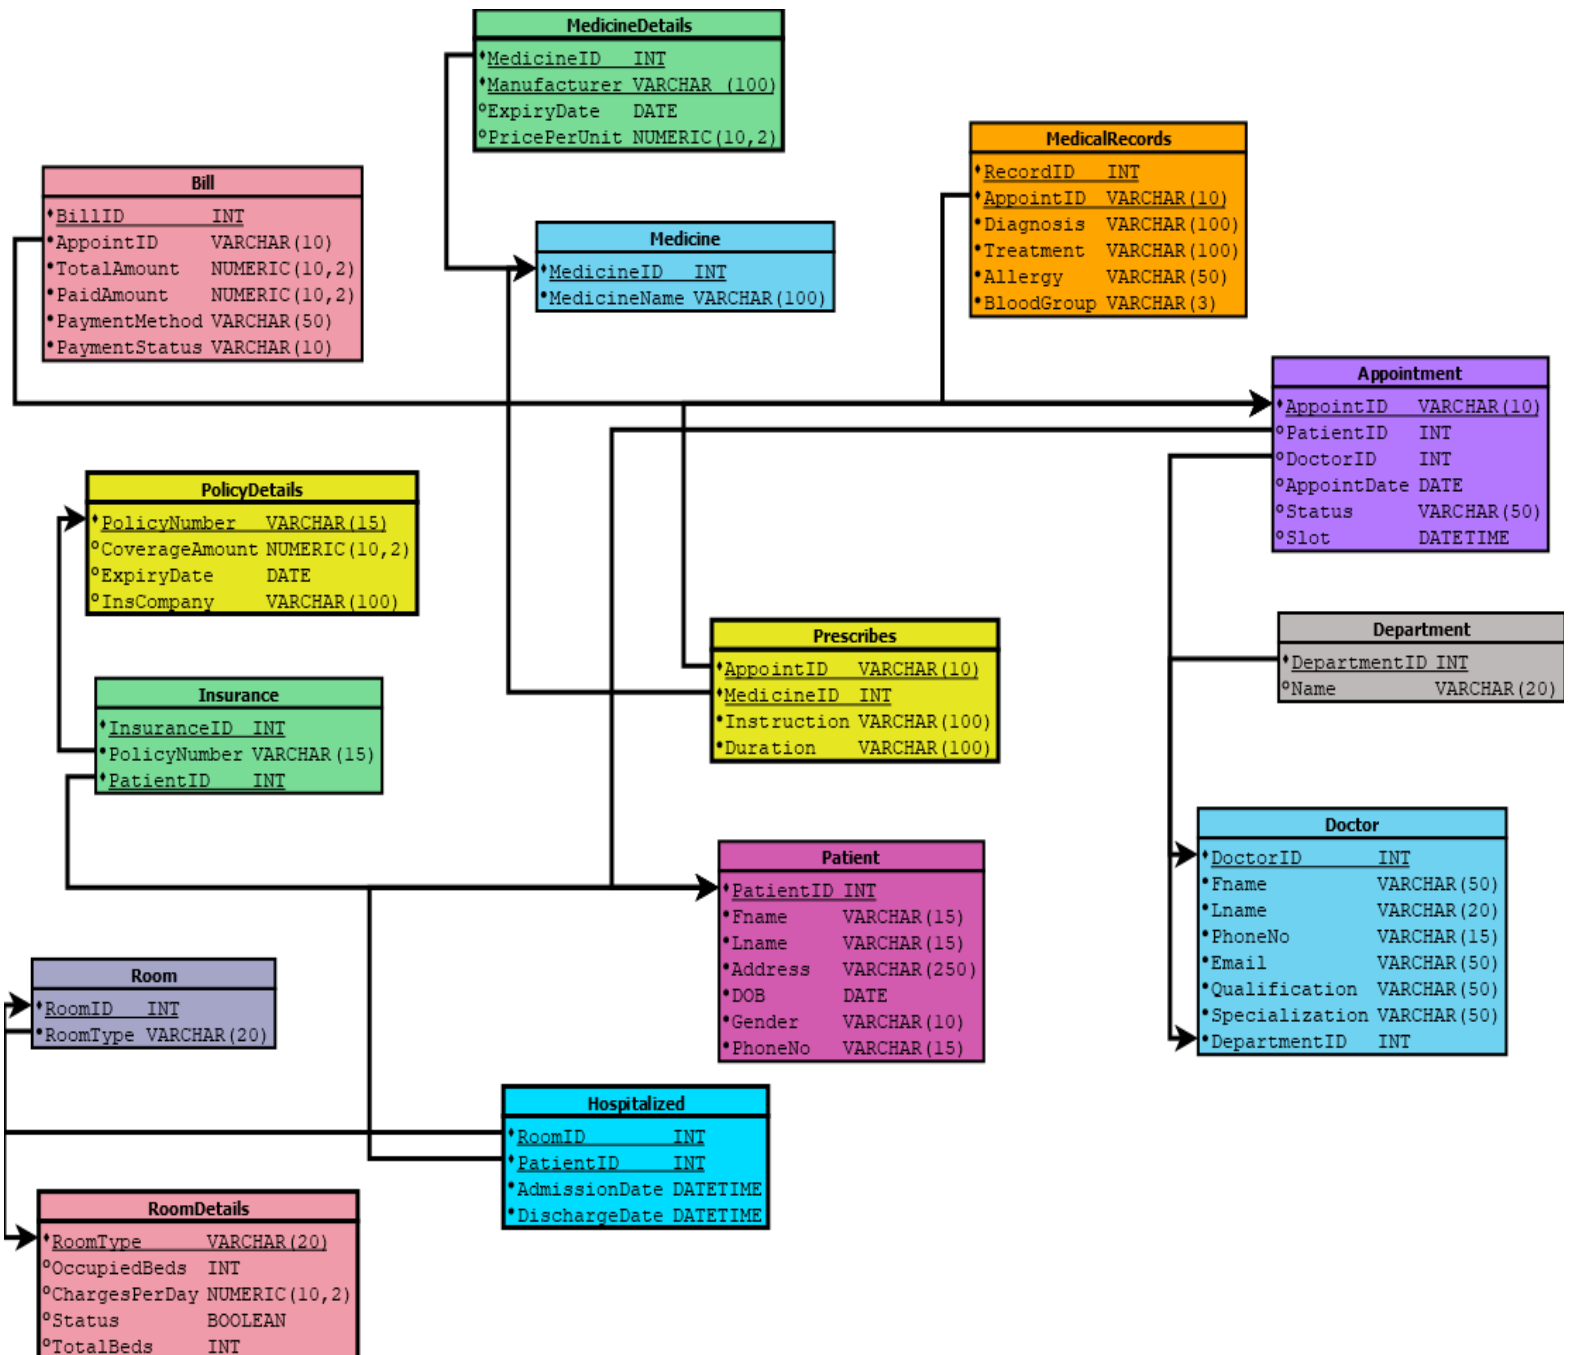 MedicineDetails
MedicineID INT
Manufacturer VARCHAR (100)
ExpiryDate DATE
PricePerUnit NUMERIC(10,2)
MedicalRecords
RecordID INT
AppointID VARCHAR(10)
Diagnosis VARCHAR(100)
Treatment VARCHAR(100)
Allergy VARCHAR(50)
BloodGroup VARCHAR(3)
Bill
BillID INT
AppointID VARCHAR(10)
TotalAmount NUMERIC(10,2)
PaidAmount NUMERIC(10,2)
PaymentMethod VARCHAR(50)
PaymentStatus VARCHAR(10)
Medicine
MedicineID INT
MedicineName VARCHAR(100)
Appointment
AppointID VARCHAR(10)
PatientID INT
DoctorID INT
AppointDate DATE
Status VARCHAR(50)
Slot DATETIME
PolicyDetails
PolicyNumber VARCHAR(15)
CoverageAmount NUMERIC(10,2)
ExpiryDate DATE
InsCompany VARCHAR(100)
Prescribes
AppointID VARCHAR(10)
MedicineID INT
Instruction VARCHAR(100)
Duration VARCHAR(100)
Department
DepartmentID INT
Name VARCHAR(20)
Insurance
InsuranceID INT
PolicyNumber VARCHAR(15)
PatientID INT
Patient
PatientID INT
Fname VARCHAR(15)
Lname VARCHAR(15)
Address VARCHAR(250)
DOB DATE
Gender VARCHAR(10)
PhoneNo VARCHAR(15)
Doctor
DoctorID INT
Fname VARCHAR(50)
Lname VARCHAR(20)
PhoneNo VARCHAR(15)
Email VARCHAR(50)
Qualification VARCHAR(50)
Specialization VARCHAR(50)
DepartmentID INT
Room
RoomID INT
RoomType VARCHAR(20)
Hospitalized
RoomID INT
PatientID INT
AdmissionDate DATETIME
DischargeDate DATETIME
RoomDetails
RoomType VARCHAR(20)
OccupiedBeds INT
ChargesPerDay NUMERIC(10,2)
Status BOOLEAN
TotalBeds INT